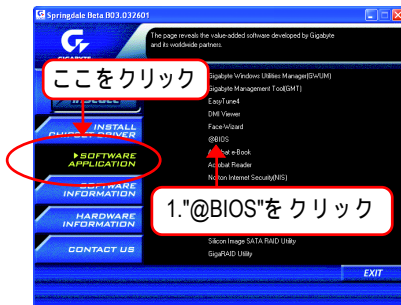 Springdale Beta B03.032601
The page reveals the value-added software developed by Gigabyte
and its worldwide partners.
GIGABYTE
ここをクリック
Gigabyte Windows Utilities Manager(GWUM)
Gigabyte Management Tool(GMT)
EasyTune4
DMI Viewer
Face-Wizard
@BIOS
Acrobat e-Book
Acrobat Reader
Norton Internet Security(NIS)
INSTALL
CHIPSET DRIVER
SOFTWARE
APPLICATION
SOFTWARE
INFORMATION
HARDWARE
INFORMATION
CONTACT US
1."@BIOS"をクリック
Silicon Image SATA RAID Utility
GigaRAID Utility
EXIT